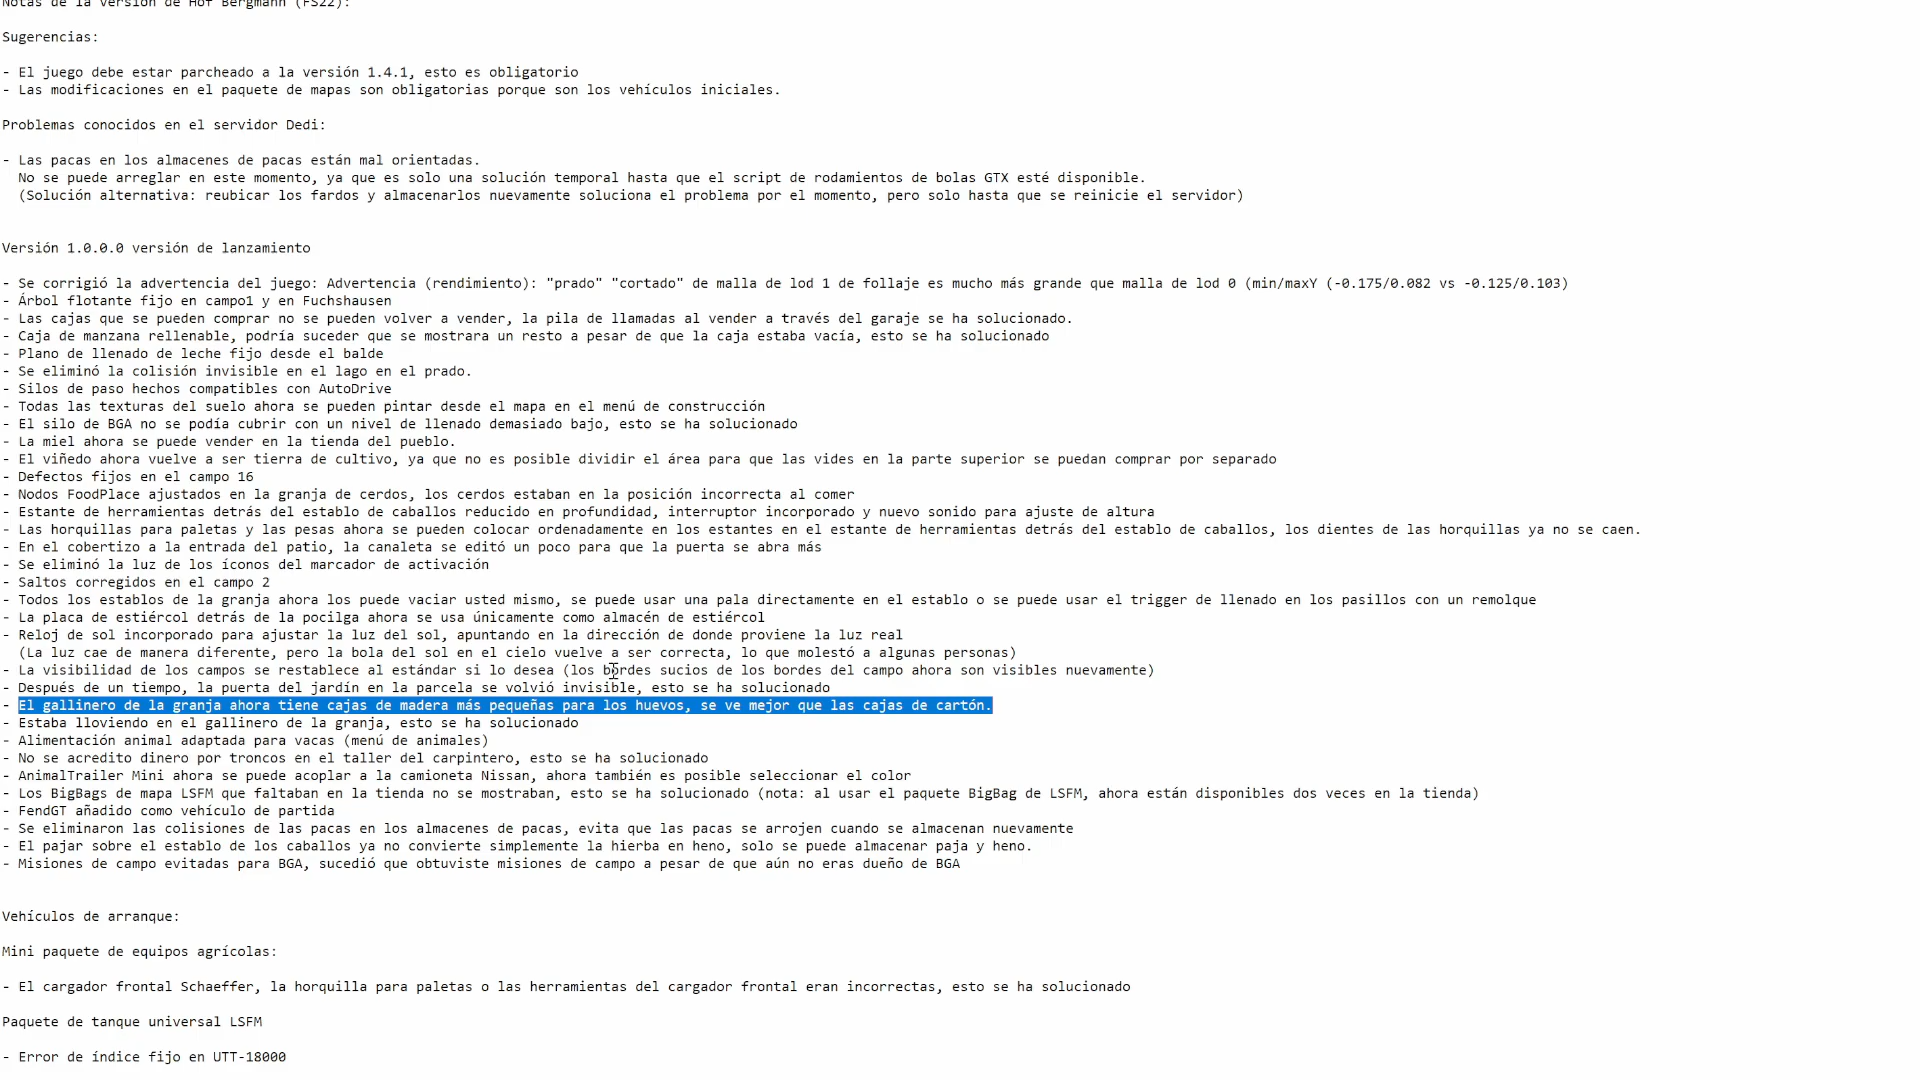 Notas de la versión de Hof Bergmann (FS22):
Sugerencias:
- El juego debe estar parcheado a la versión 1.4.1, esto es obligatorio
- Las modificaciones en el paquete de mapas son obligatorias porque son los vehículos iniciales.
Problemas conocidos en el servidor Dedi:
- Las pacas en los almacenes de pacas están mal orientadas.
No se puede arreglar en este momento, ya que es solo una solución temporal hasta que el script de rodamientos de bolas GTX esté disponible.
(Solución alternativa: reubicar los fardos y almacenarlos nuevamente soluciona el problema por el momento, pero solo hasta que se reinicie el servidor)
Versión 1.0.0.0 versión de lanzamiento
- Se corrigió la advertencia del juego: Advertencia (rendimiento): "prado" "cortado" de malla de lod 1 de follaje es mucho más grande que malla de lod 0 (min/maxY (-0.175/0.082 vs -0.125/0.103)
- Árbol flotante fijo en campo1 y en Fuchshausen
- Las cajas que se pueden comprar no se pueden volver a vender, la pila de llamadas al vender a través del garaje se ha solucionado.
- Caja de manzana rellenable, podría suceder que se mostrara un resto a pesar de que la caja estaba vacía, esto se ha solucionado
- Plano de llenado de leche fijo desde el balde
- Se eliminó la colisión invisible en el lago en el prado.
- Silos de paso hechos compatibles con AutoDrive
- Todas las texturas del suelo ahora se pueden pintar desde el mapa en el menú de construcción
- El silo de BGA no se podía cubrir con un nivel de llenado demasiado bajo, esto se ha solucionado
- La miel ahora se puede vender en la tienda del pueblo.
- El viñedo ahora vuelve a ser tierra de cultivo, ya que no es posible dividir el área para que las vides en la parte superior se puedan comprar por separado
- Defectos fijos en el campo 16
- Nodos FoodPlace ajustados en la granja de cerdos, los cerdos estaban en la posición incorrecta al comer
- Estante de herramientas detrás del establo de caballos reducido en profundidad, interruptor incorporado y nuevo sonido para ajuste de altura
- Las horquillas para paletas y las pesas ahora se pueden colocar ordenadamente en los estantes en el estante de herramientas detrás del establo de caballos, los dientes de las horquillas ya no se caen.
- En el cobertizo a la entrada del patio, la canaleta se editó un poco para que la puerta se abra más
- Se eliminó la luz de los íconos del marcador de activación
- Saltos corregidos en el campo 2
- Todos los establos de la granja ahora los puede vaciar usted mismo, se puede usar una pala directamente en el establo o se puede usar el trigger de llenado en los pasillos con un remolque
- La placa de estiércol detrás de la pocilga ahora se usa únicamente como almacén de estiércol
- Reloj de sol incorporado para ajustar la luz del sol, apuntando en la dirección de donde proviene la luz real
(La luz cae de manera diferente, pero la bola del sol en el cielo vuelve a ser correcta, lo que molestó a algunas personas)
- La visibilidad de los campos se restablece al estándar si lo desea (los bordes sucios de los bordes del campo ahora son visibles nuevamente)
- Después de un tiempo, la puerta del jardín en la parcela se volvió invisible, esto se ha solucionado
- El gallinero de la granja ahora tiene cajas de madera más pequeñas para los huevos, se ve mejor que las cajas de cartón.
- Estaba lloviendo en el gallinero de la granja, esto se ha solucionado
- Alimentación animal adaptada para vacas (menú de animales)
- No se acredito dinero por troncos en el taller del carpintero, esto se ha solucionado
- AnimalTrailer Mini ahora se puede acoplar a la camioneta Nissan, ahora también es posible seleccionar el color
- Los BigBags de mapa LSFM que faltaban en la tienda no se mostraban, esto se ha solucionado (nota: al usar el paquete BigBag de LSFM, ahora están disponibles dos veces en la tienda)
- FendGT añadido como vehículo de partida
- Se eliminaron las colisiones de las pacas en los almacenes de pacas, evita que las pacas se arrojen cuando se almacenan nuevamente
- El pajar sobre el establo de los caballos ya no convierte simplemente la hierba en heno, solo se puede almacenar paja y heno.
- Misiones de campo evitadas para BGA, sucedió que obtuviste misiones de campo a pesar de que aún no eras dueño de BGA
Vehículos de arranque:
Mini paquete de equipos agrícolas:
- El cargador frontal Schaeffer, la horquilla para paletas o las herramientas del cargador frontal eran incorrectas, esto se ha solucionado
Paquete de tanque universal LSFM
- Error de índice fijo en UTT-18000